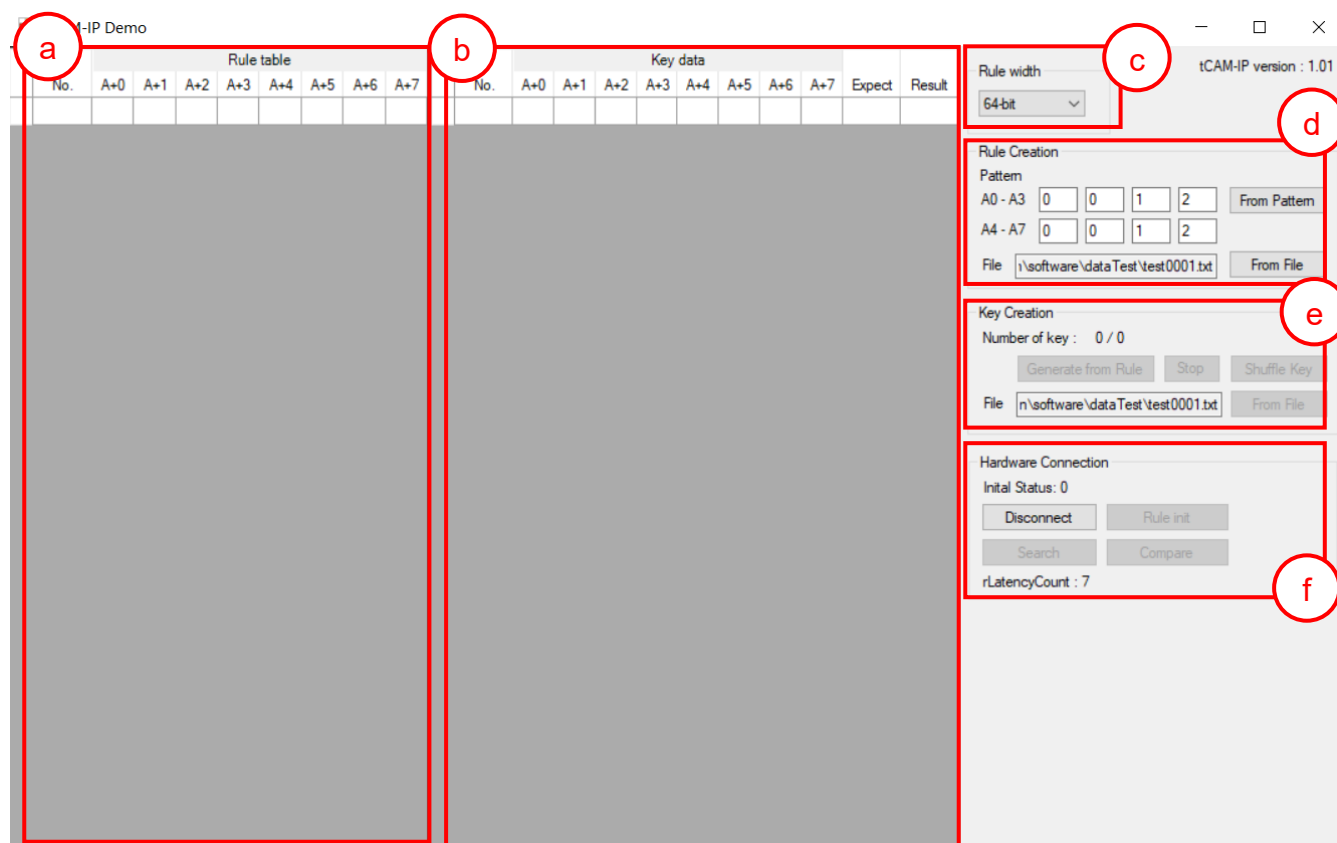 M-IP Demo
a
b
c
d
e
f
Rule table
No. A+0 A+1 A+2 A+3 A+4 A+5 A+6 A+7
Key data
No. A+0 A+1 A+2 A+3 A+4 A+5 A+6 A+7 Expect Result
tCAM-IP version : 1.01
Rule width
64-bit
Rule Creation
Pattern
A0 - A3 0 0 1 2 From Pattern
A4 - A7 0 0 1 2
File \software\dataTest\test0001.txt From File
Key Creation
Number of key : 0 / 0
Generate from Rule Stop Shuffle Key
File n\software\dataTest\test0001.txt From File
Hardware Connection
Inital Status: 0
Disconnect Rule init
Search Compare
rLatencyCount : 7